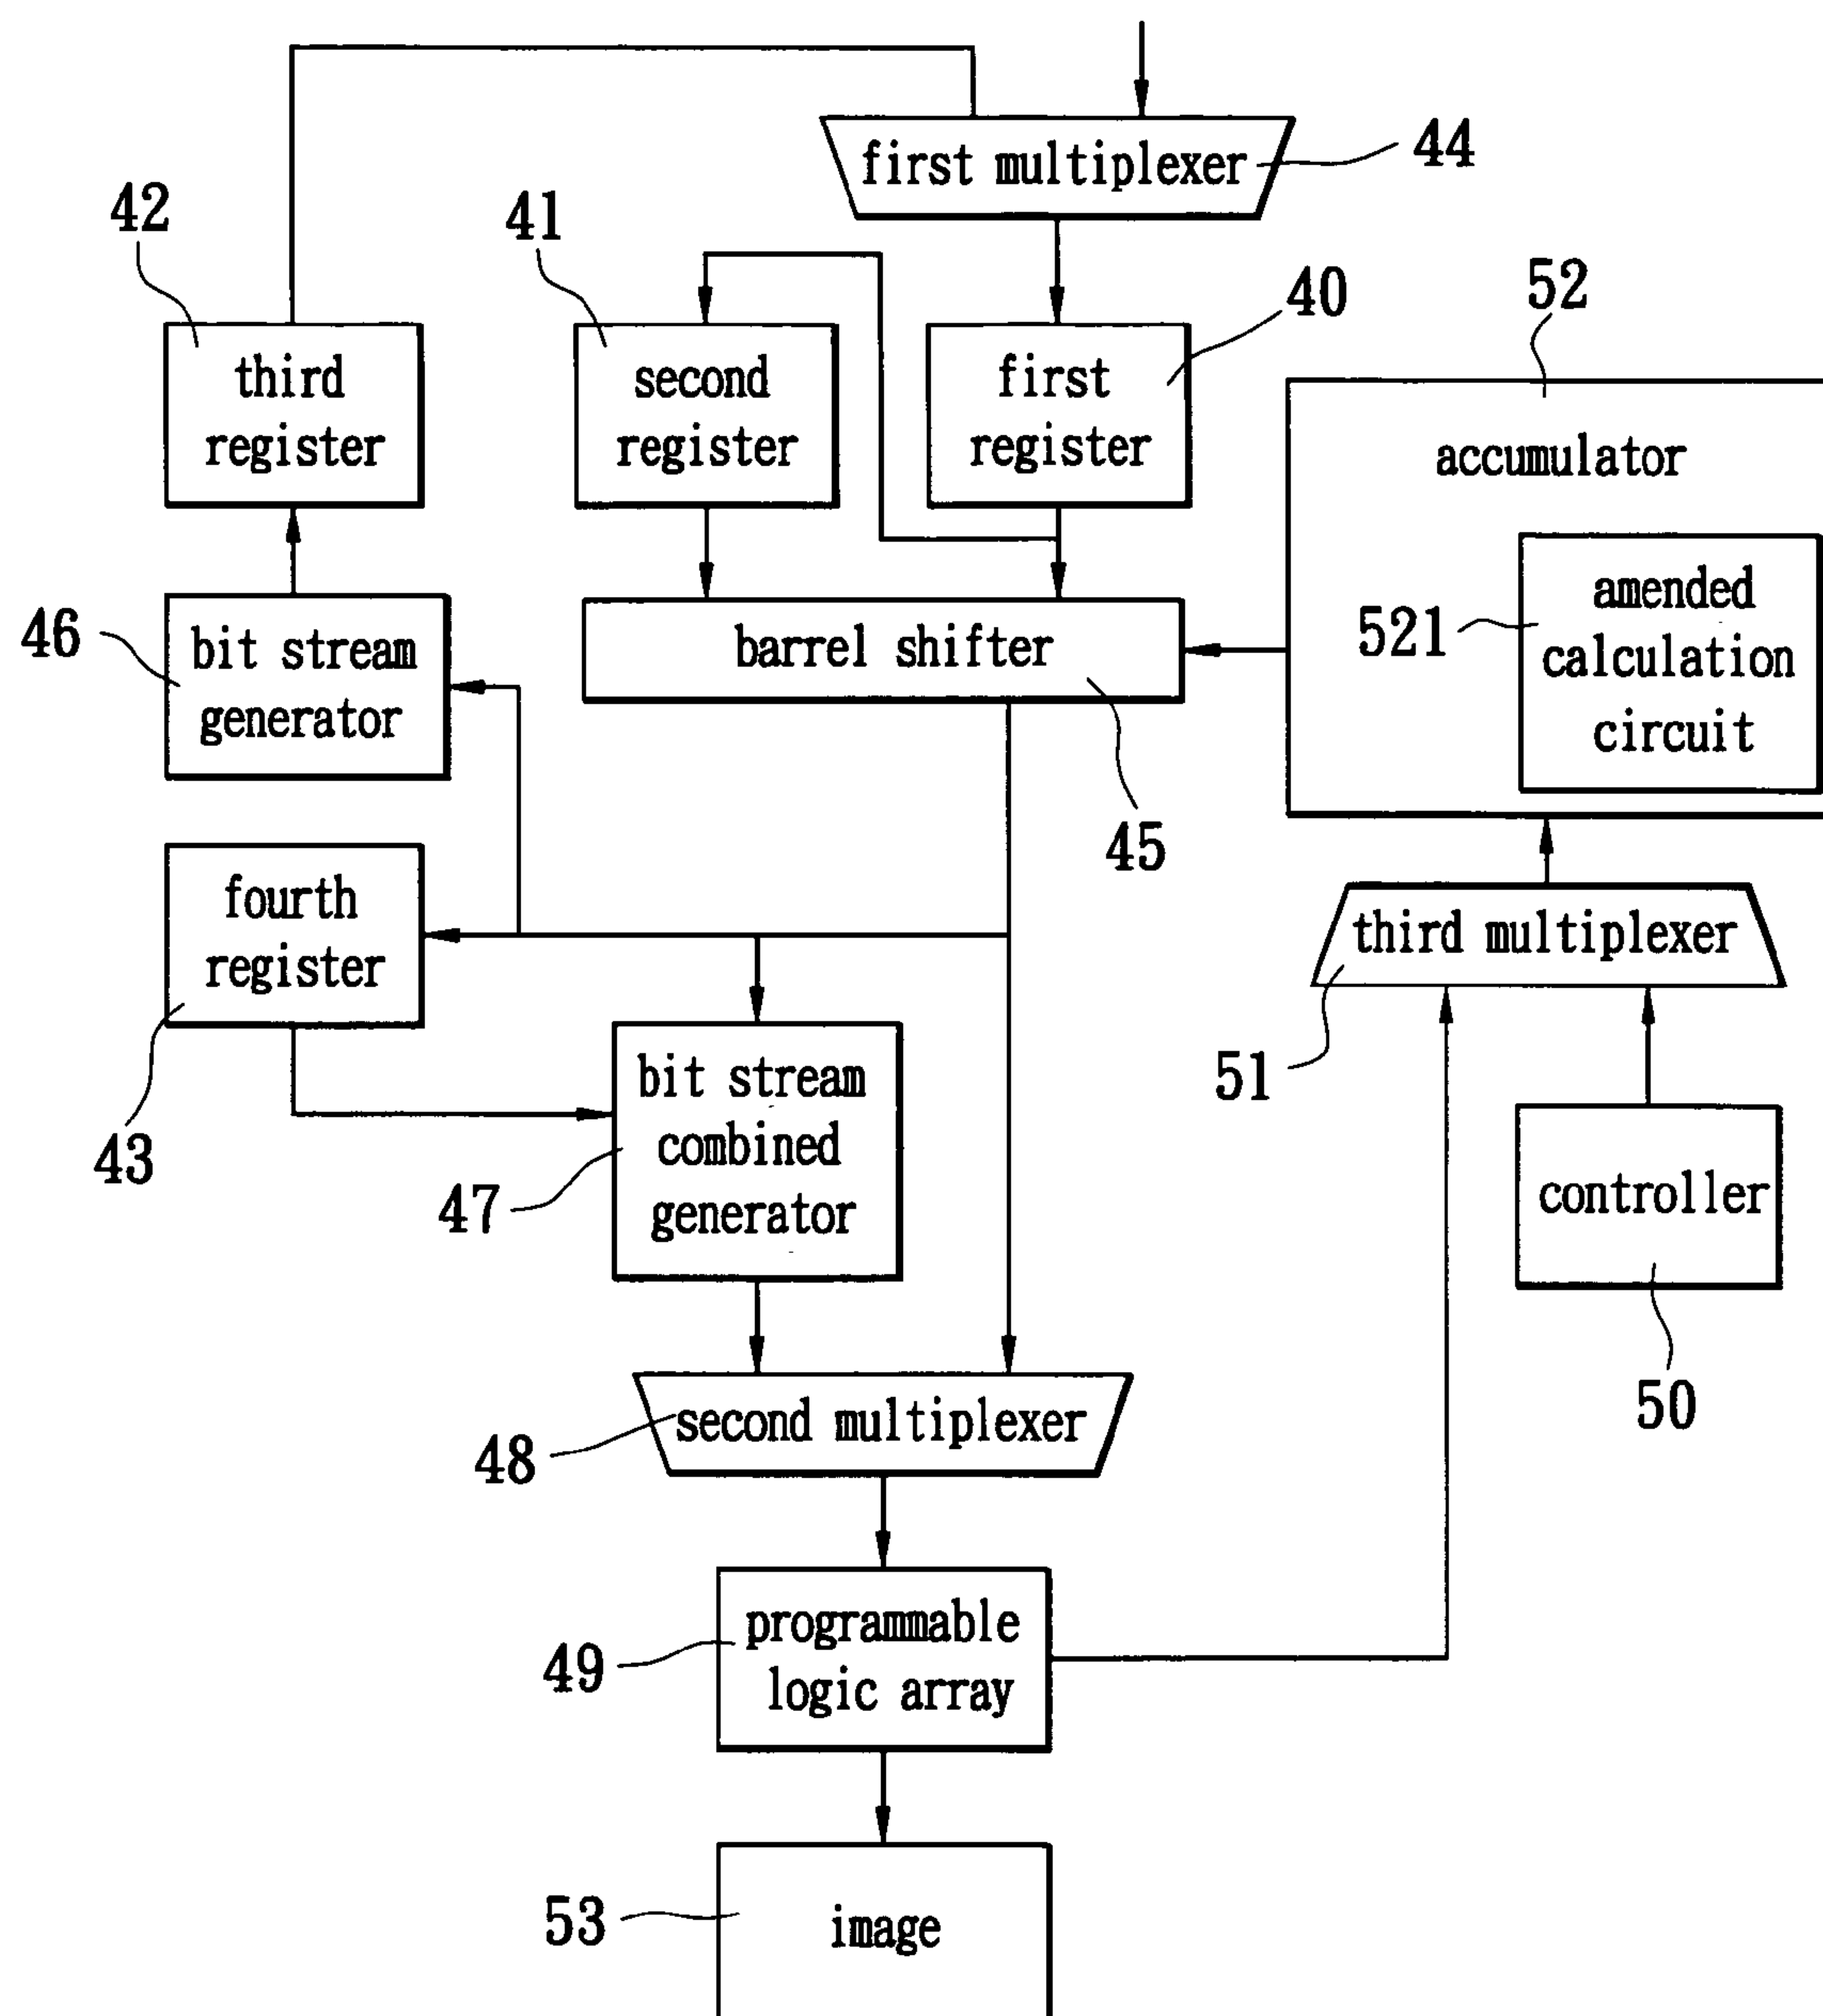 first multiplexer
44
42
41
40
52
third
register
second
register
first
register
accumulator
46
bit stream
generator
barrel shifter
521
amended
calculation
circuit
45
fourth
register
third multiplexer
43
bit stream
combined
generator
47
51
controller
50
second multiplexer
48
programmable
logic array
49
53
image